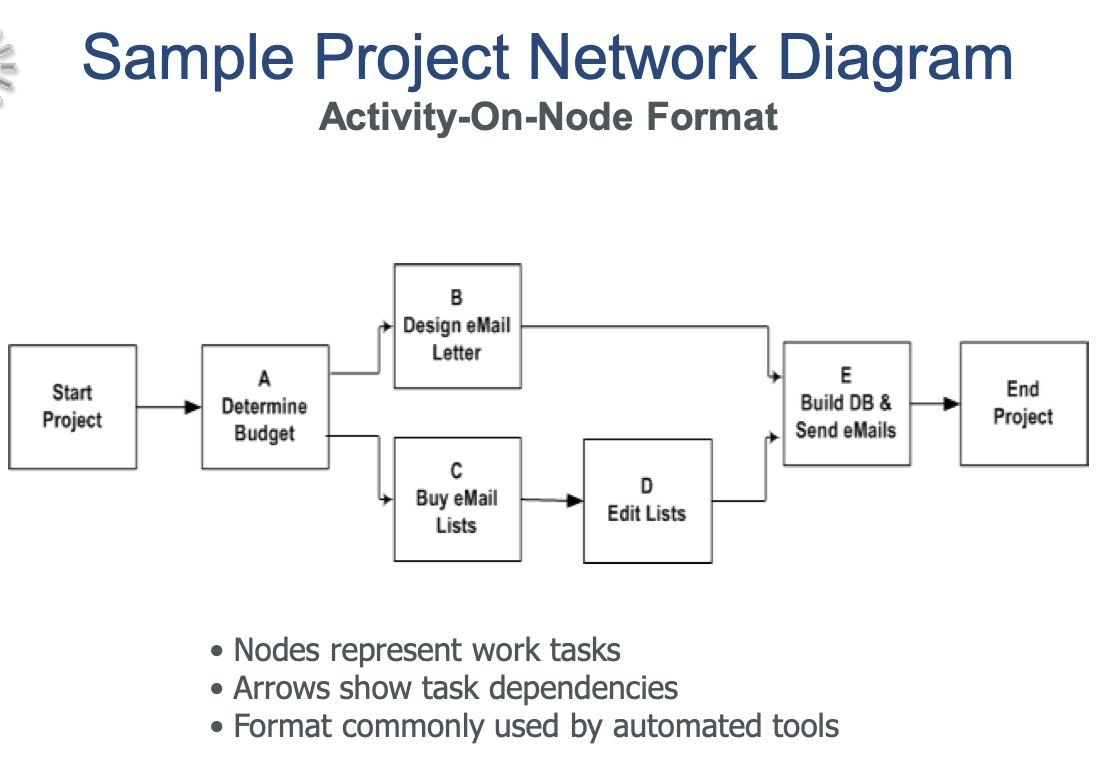 Sample Project Network Diagram
Activity-On-Node Format
Start
Project
A
Determine
Budget
B
Design eMail
Letter
C
Buy eMail
Lists
D
Edit Lists
E
Build DB &
Send eMails
End
Project
• Nodes represent work tasks
• Arrows show task dependencies
• Format commonly used by automated tools